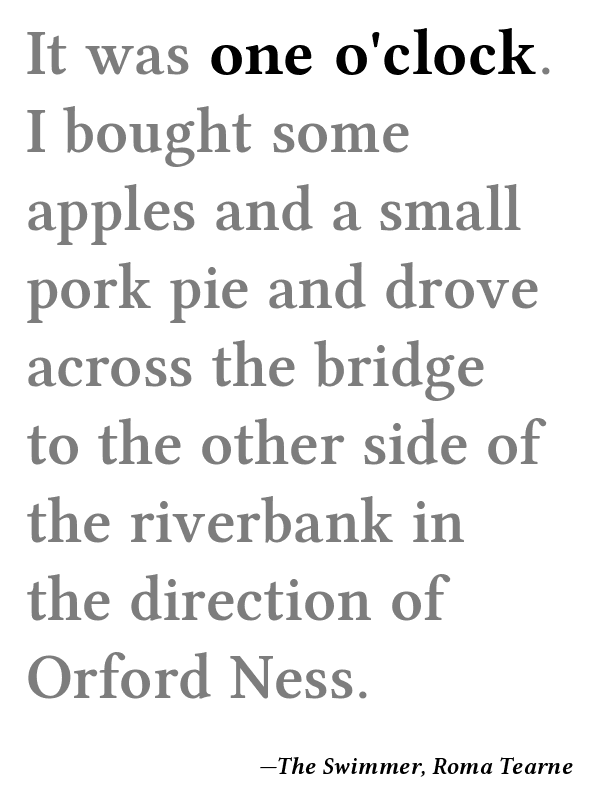 It was one o'clock.
I bought some
apples and a small
pork pie and drove
across the bridge
to the other side of
the riverbank in
the direction of
Orford Ness.
—The Swimmer, Roma Tearne